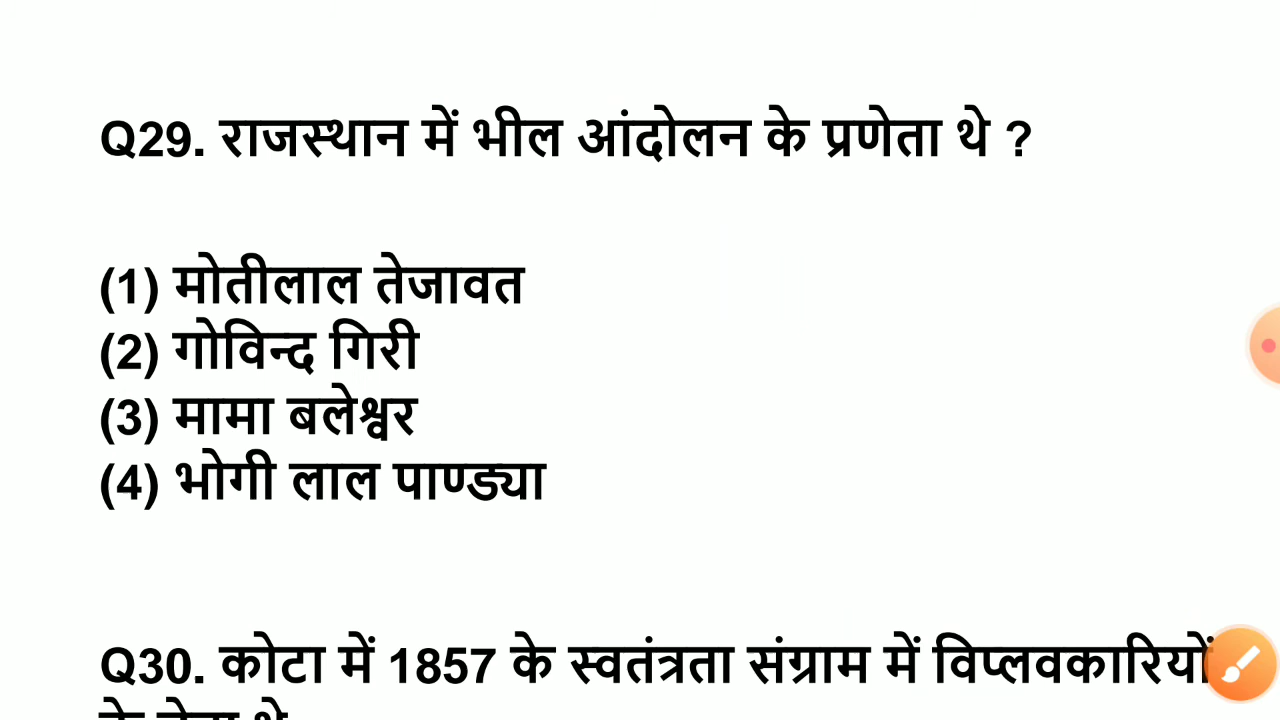 Q29. राजस्थान में भील आंदोलन के प्रणेता थे ?
(1) मोतीलाल तेजावत
(2) गोविन्द गिरी
(3) मामा बलेश्वर
(4) भोगी लाल पाण्ड्या
Q30. कोटा में 1857 के स्वतंत्रता संग्राम में विप्लवकारियों